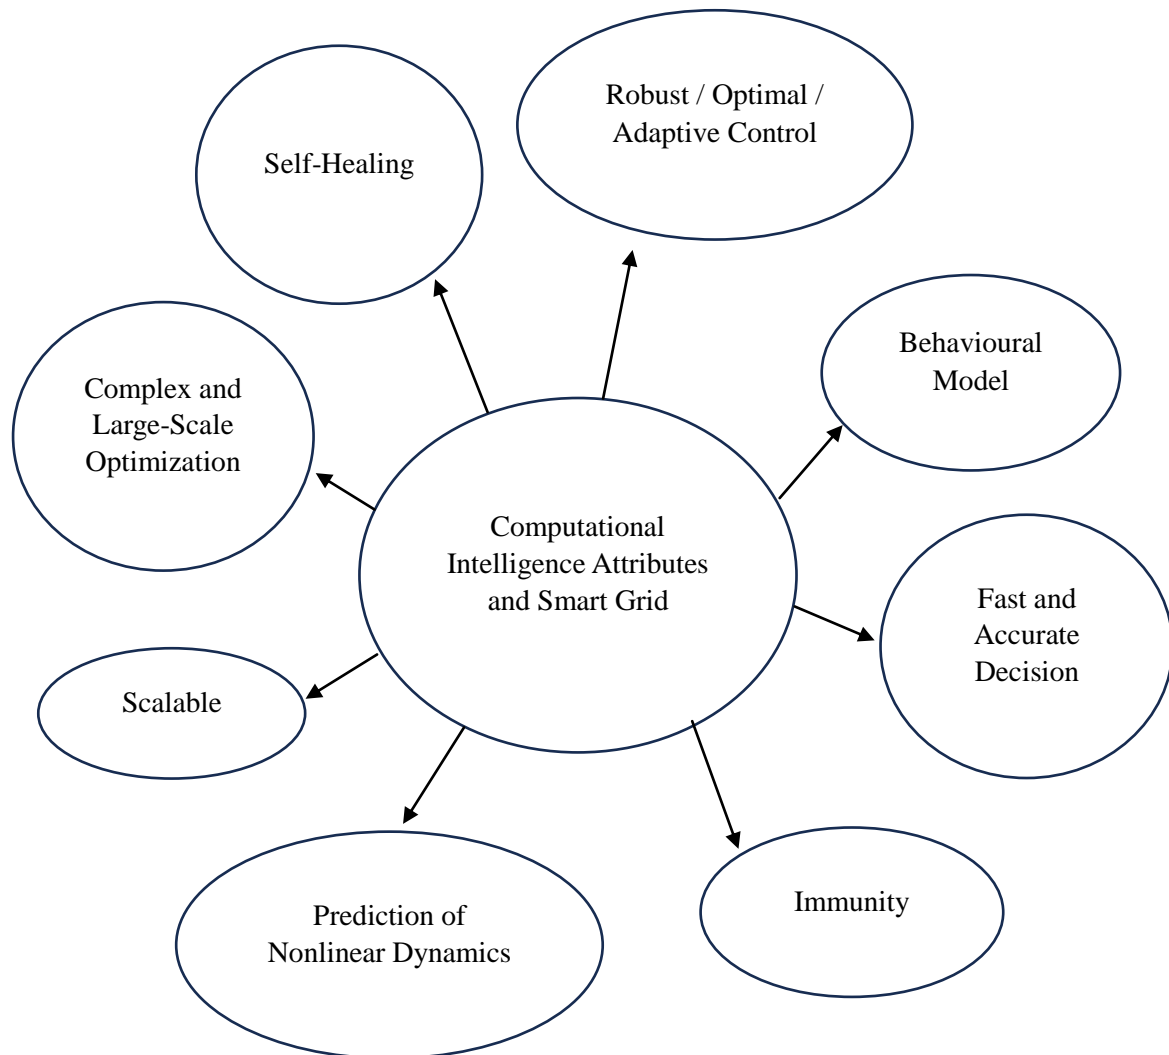 Robust / Optimal /
Adaptive Control
Self-Healing
Behavioural
Model
Complex and
Large-Scale
Optimization
Computational
Intelligence Attributes
and Smart Grid
Fast and
Accurate
Decision
Scalable
Immunity
Prediction of
Nonlinear Dynamics